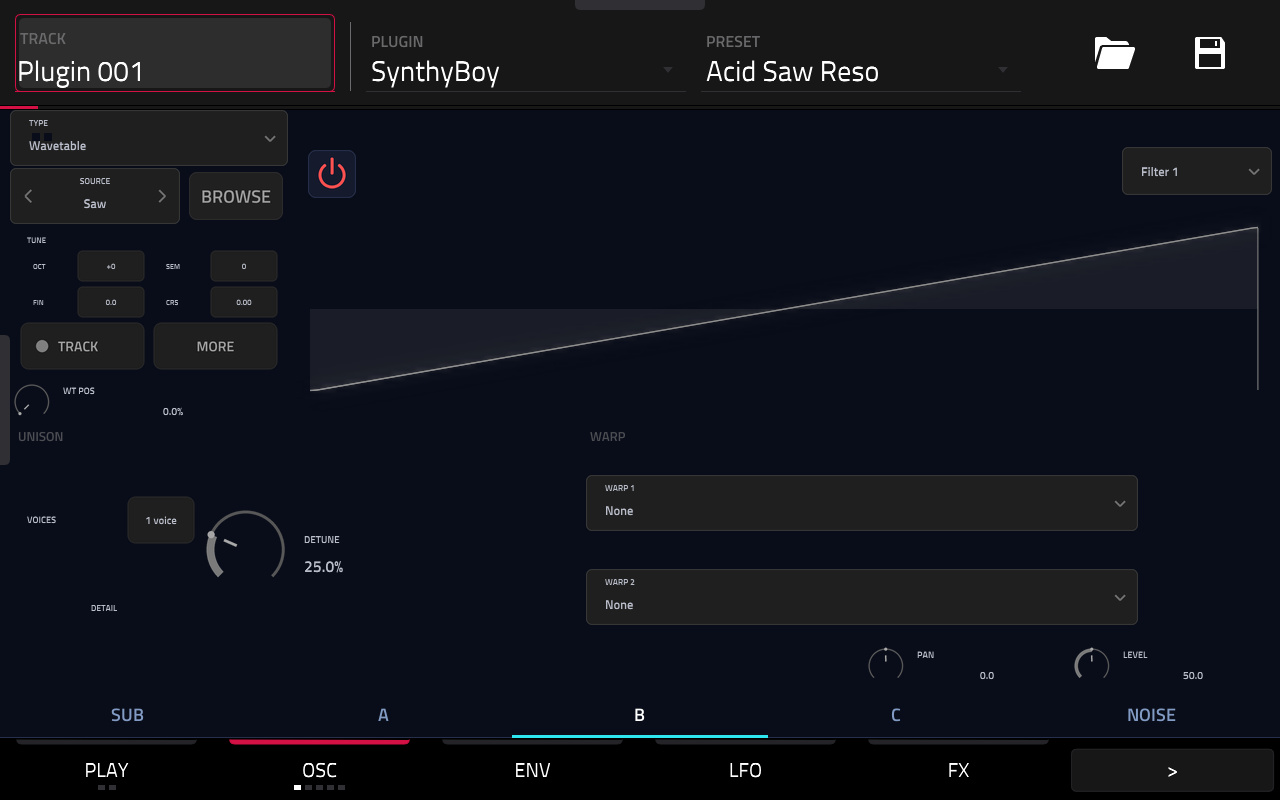 TRACK
Plugin 001
PLUGIN
SynthyBoy
PRESET
Acid Saw Reso
TYPE
Wavetable
SOURCE
Saw
BROWSE
Filter 1
TUNE
OCT
+0
SEM
0
FIN
0.0
CRS
0.00
TRACK
MORE
WT POS
0.0%
UNISON
WARP
WARP 1
None
VOICES
1 voice
DETUNE
25.0%
WARP 2
None
DETAIL
PAN
0.0
LEVEL
50.0
SUB
A
B
C
NOISE
PLAY
OSC
ENV
LFO
FX
>